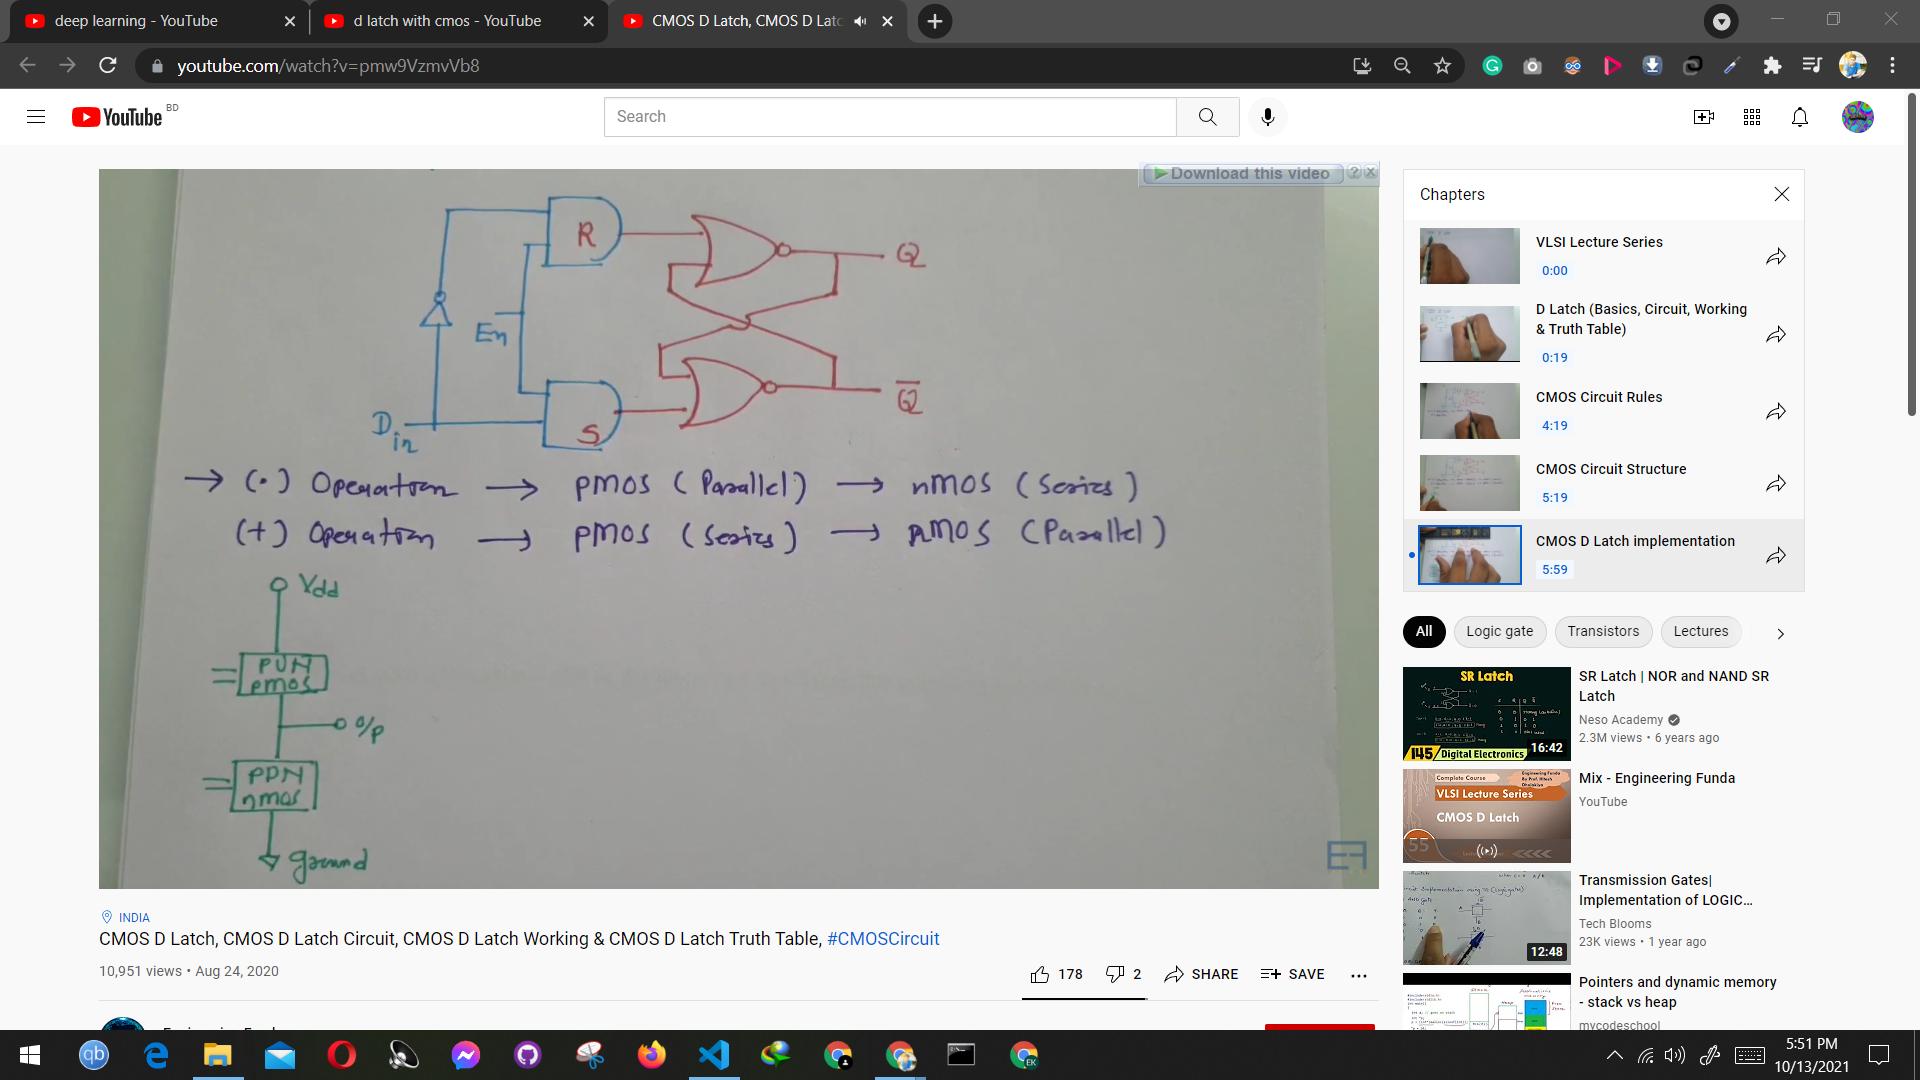 deep learning - YouTube
d latch with cmos - YouTube
CMOS D Latch, CMOS D Latc
youtube.com/watch?v=pmw9VzmvVb8
YouTube BD
Search
Download this video
R
Q
En
Din
S
Q̅
→ (.) Operation → pMOS (Parallel) → nMOS (Series)
(+) Operation → pMOS (Series) → nMOS (Parallel)
Vdd
PUN
pmos
o/p
PDN
nmos
ground
EF
Chapters
VLSI Lecture Series
0:00
D Latch (Basics, Circuit, Working
& Truth Table)
0:19
CMOS Circuit Rules
4:19
CMOS Circuit Structure
5:19
CMOS D Latch implementation
5:59
All Logic gate Transistors Lectures
SR Latch
145 Digital Electronics 16:42
SR Latch | NOR and NAND SR
Latch
Neso Academy
2.3M views • 6 years ago
Complete Course
VLSI Lecture Series
CMOS D Latch
55
Mix - Engineering Funda
YouTube
12:48
Transmission Gates|
Implementation of LOGIC...
Tech Blooms
23K views • 1 year ago
Pointers and dynamic memory
- stack vs heap
mycodeschool
INDIA
CMOS D Latch, CMOS D Latch Circuit, CMOS D Latch Working & CMOS D Latch Truth Table, #CMOSCircuit
10,951 views • Aug 24, 2020
178 2 SHARE SAVE
qb
EK
5:51 PM
10/13/2021